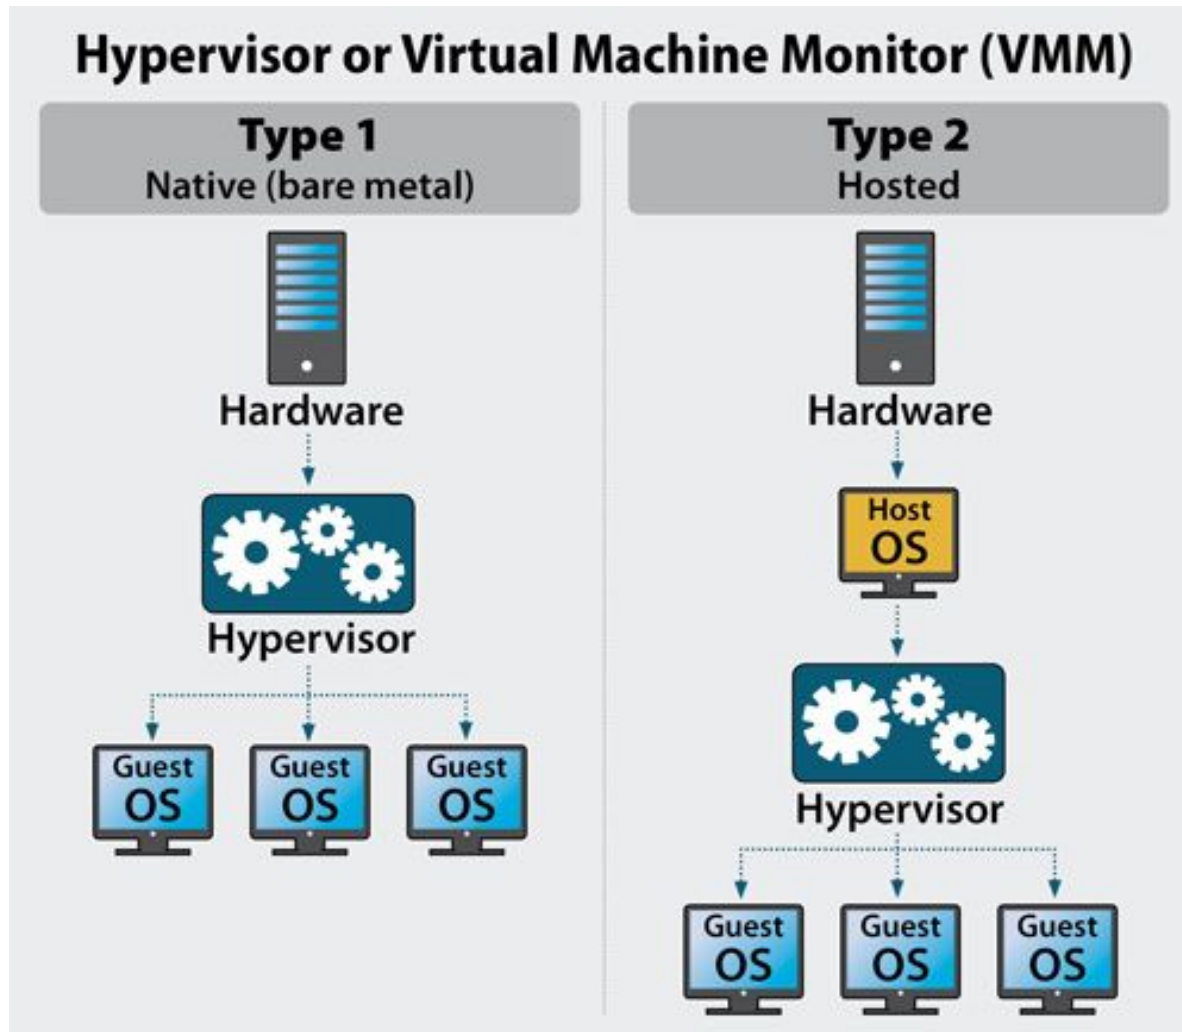 Hypervisor or Virtual Machine Monitor (VMM)
Type 1
Native (bare metal)
Hardware
Hypervisor
Guest
OS
Guest
OS
Guest
OS
Type 2
Hosted
Hardware
Host
OS
Hypervisor
Guest
OS
Guest
OS
Guest
OS